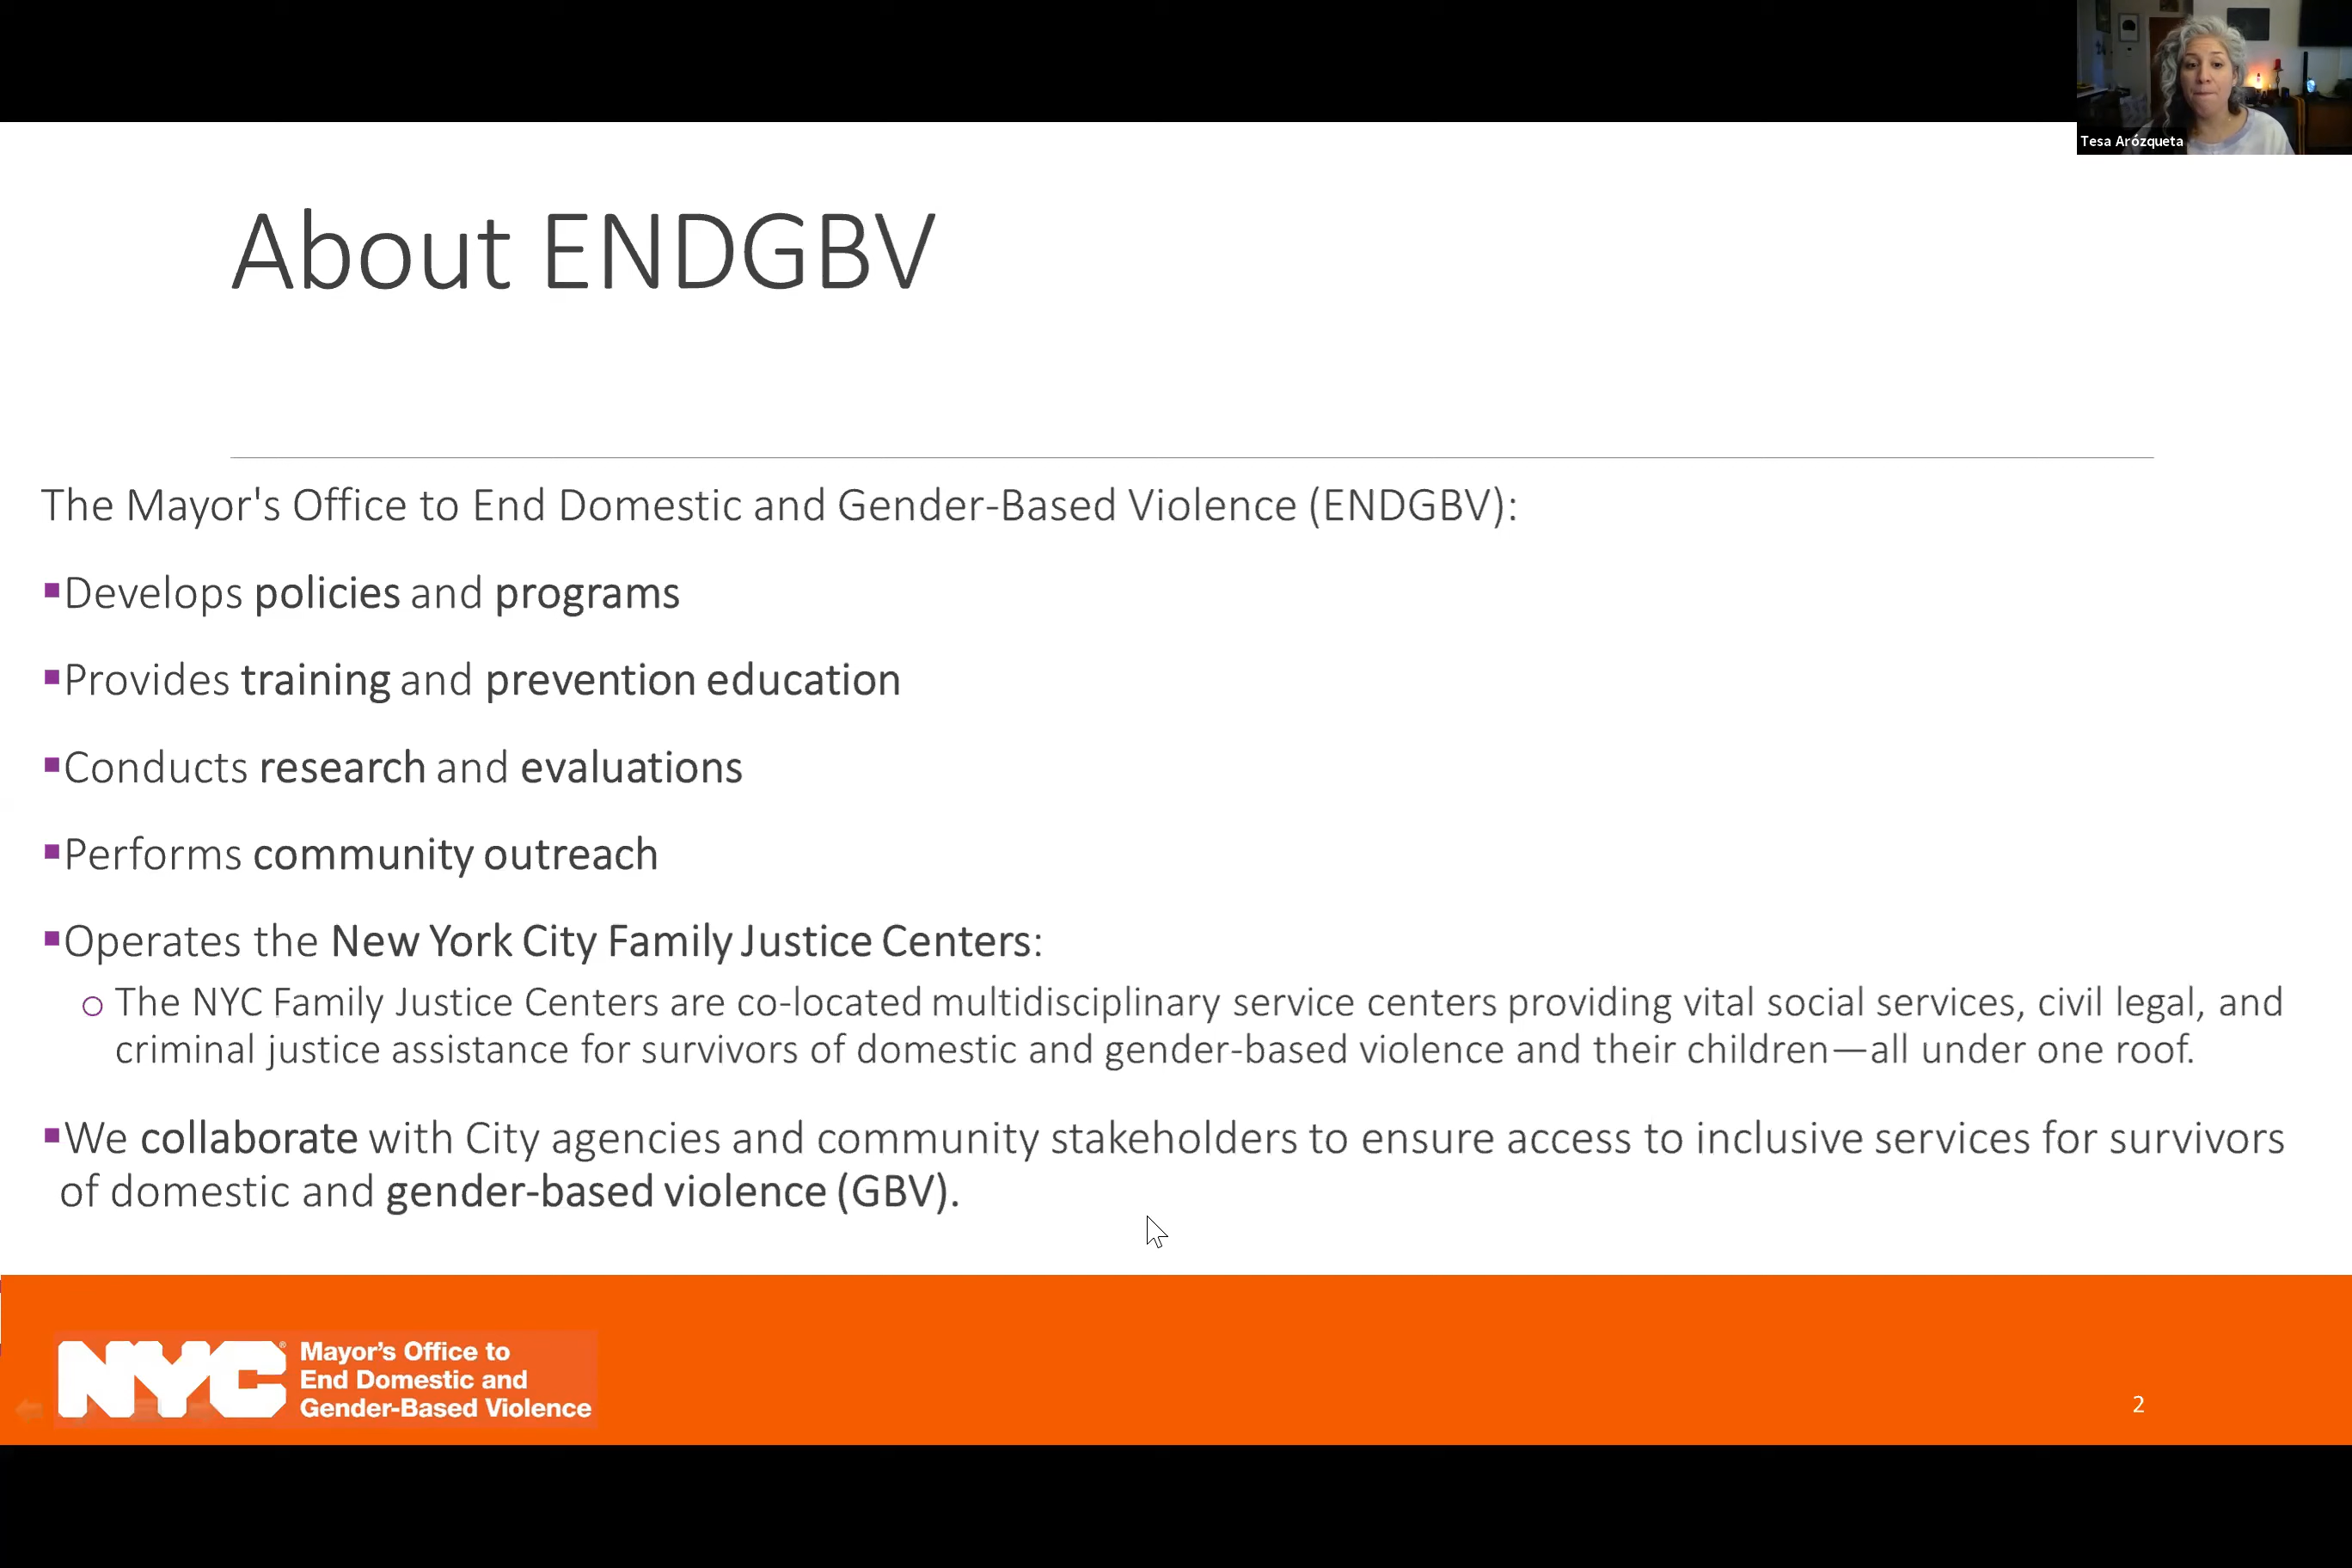 Tesa Arózqueta
About ENDGBV
The Mayor's Office to End Domestic and Gender-Based Violence (ENDGBV):
▪Develops policies and programs
▪Provides training and prevention education
▪Conducts research and evaluations
▪Performs community outreach
▪Operates the New York City Family Justice Centers:
o The NYC Family Justice Centers are co-located multidisciplinary service centers providing vital social services, civil legal, and
criminal justice assistance for survivors of domestic and gender-based violence and their children—all under one roof.
▪We collaborate with City agencies and community stakeholders to ensure access to inclusive services for survivors
of domestic and gender-based violence (GBV).
NYC®
Mayor's Office to
End Domestic and
Gender-Based Violence
2